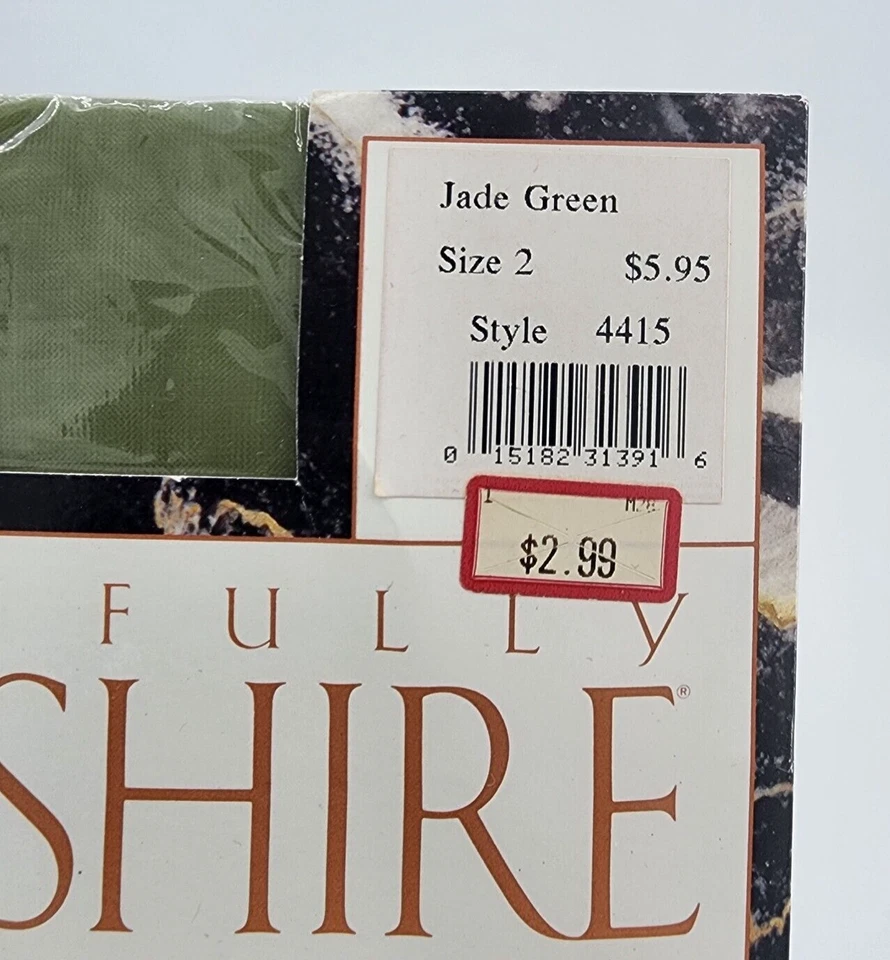 Jade Green
Size 2 $5.95
Style 4415
0 15182 31391 6
$2.99
FULLY
SHIRE®